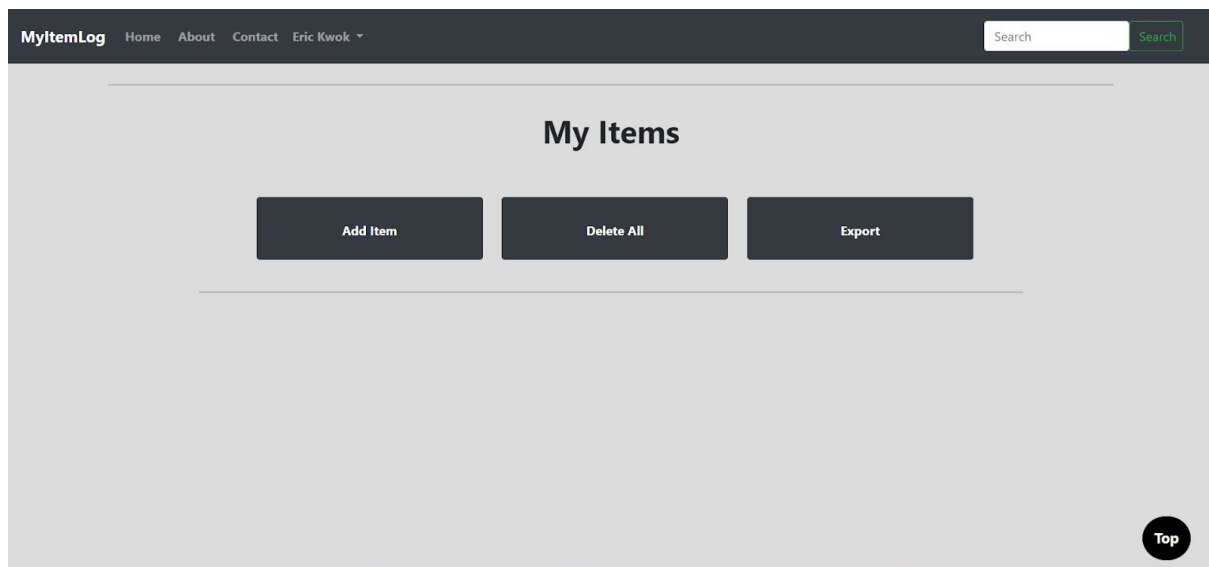 MyItemLog Home About Contact Eric Kwok Search Search
My Items
Add Item Delete All Export
Top